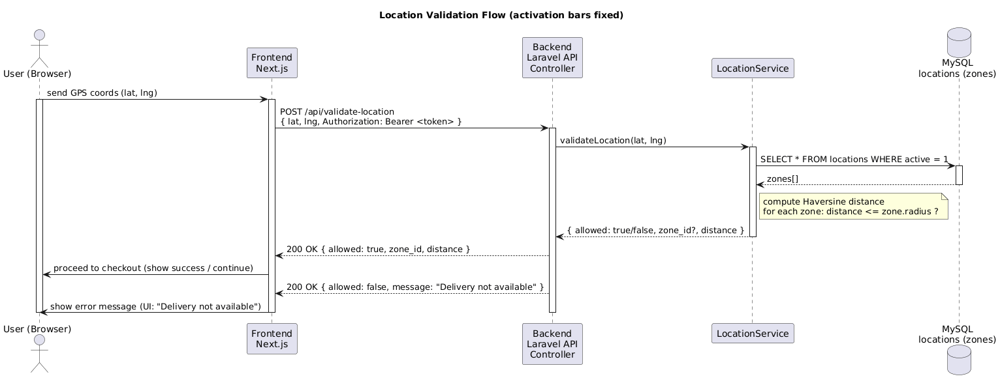 Location Validation Flow (activation bars fixed)
User (Browser)
Frontend
Next.js
Backend
Laravel API
Controller
LocationService
MySQL
locations (zones)
send GPS coords (lat, lng)
POST /api/validate-location
{ lat, lng, Authorization: Bearer <token> }
validateLocation(lat, lng)
SELECT * FROM locations WHERE active = 1
zones[]
compute Haversine distance
for each zone: distance <= zone.radius ?
{ allowed: true/false, zone_id?, distance }
200 OK { allowed: true, zone_id, distance }
proceed to checkout (show success / continue)
200 OK { allowed: false, message: "Delivery not available" }
show error message (UI: "Delivery not available")
User (Browser)
Frontend
Next.js
Backend
Laravel API
Controller
LocationService
MySQL
locations (zones)